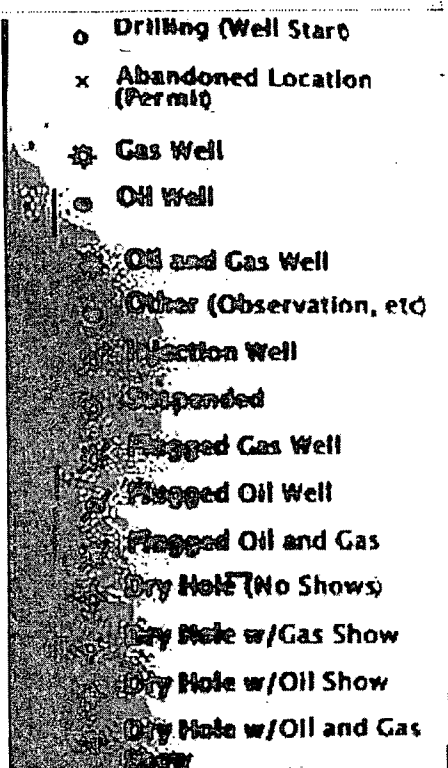 Drilling (Well Start)
Abandoned Location
(Permit)
Gas Well
Oil Well
Oil and Gas Well
Other (Observation, etc)
Injection Well
Suspended
Plugged Gas Well
Plugged Oil Well
Plugged Oil and Gas
Dry Hole (No Shows)
Dry Hole w/Gas Show
Dry Hole w/Oil Show
Dry Hole w/Oil and Gas
Show